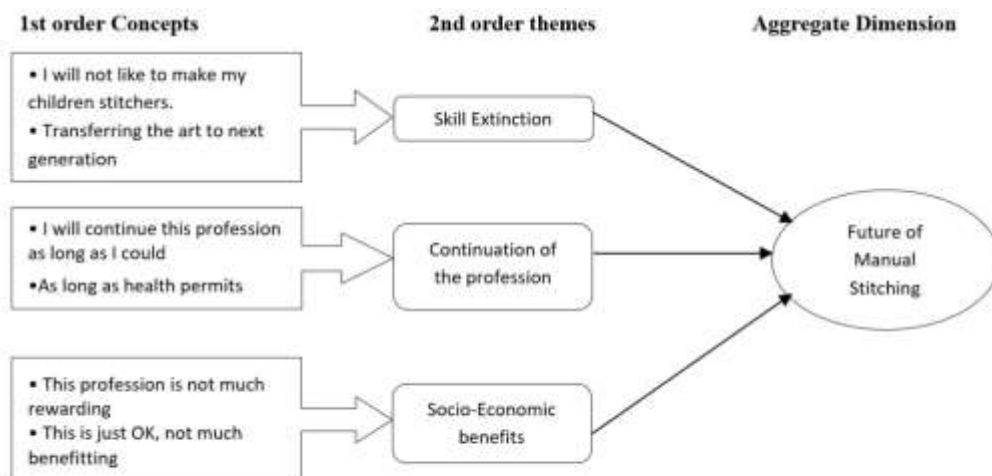 1st order Concepts
2nd order themes
Aggregate Dimension
• I will not like to make my
children stitchers.
• Transferring the art to next
generation
Skill Extinction
• I will continue this profession
as long as I could
•As long as health permits
Continuation of
the profession
Future of
Manual
Stitching
• This profession is not much
rewarding
• This is just OK, not much
benefitting
Socio-Economic
benefits